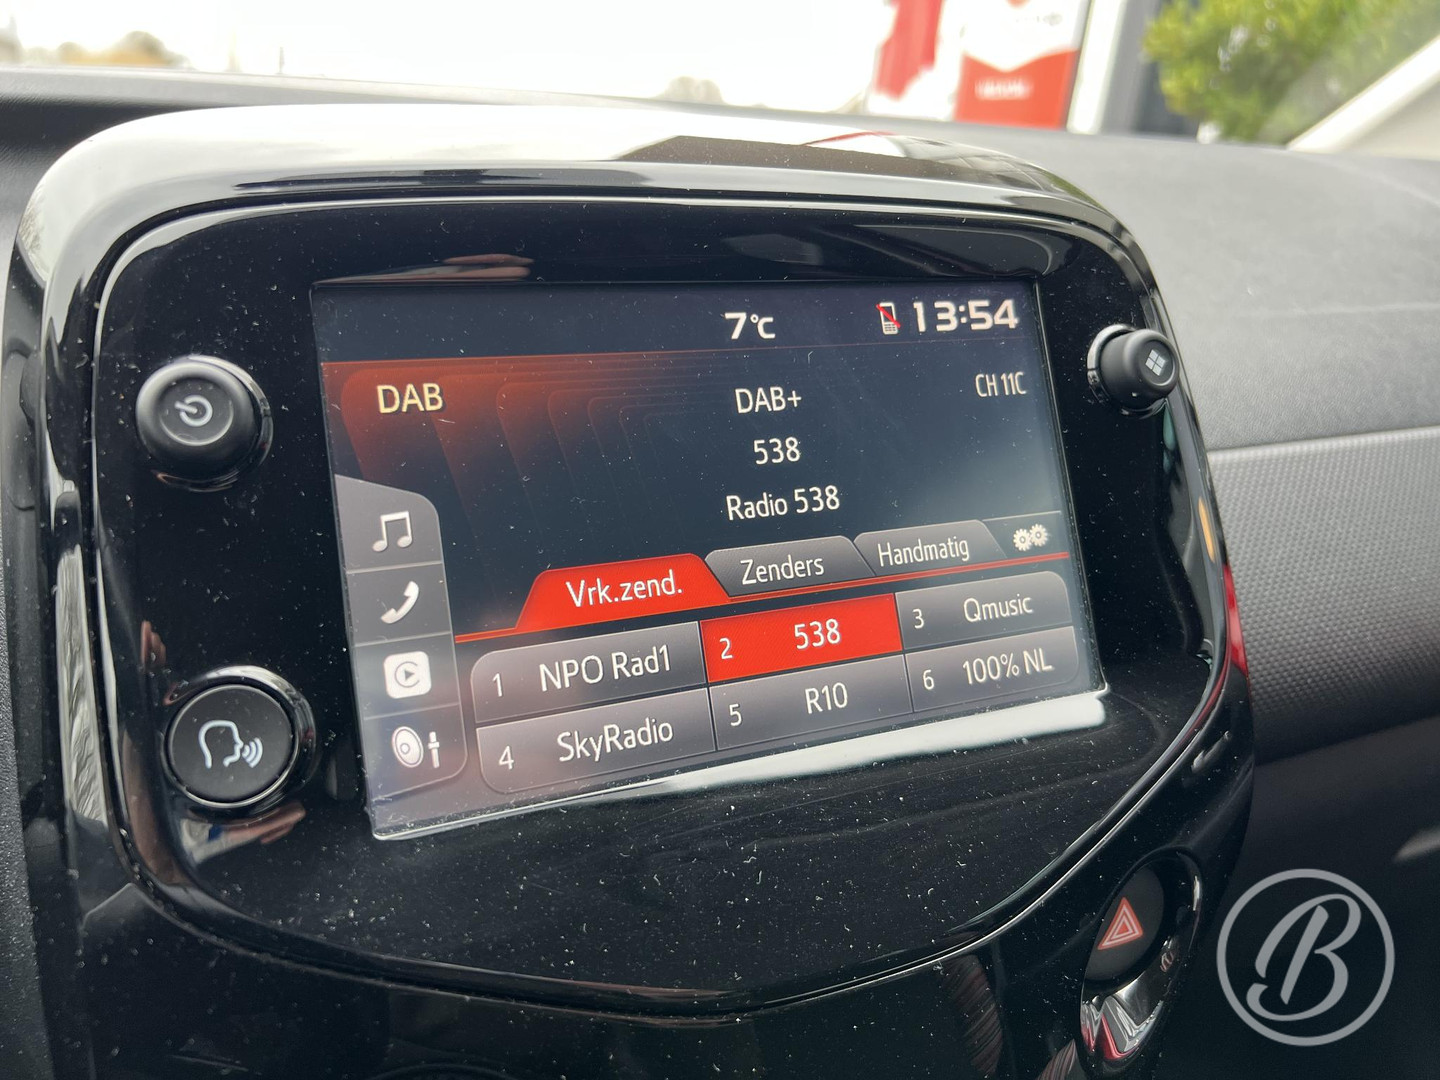 7°C
13:54
DAB
DAB+
CH 11C
538
Radio 538
Vrk.zend.
Zenders
Handmatig
1 NPO Rad1
2 538
3 Qmusic
4 SkyRadio
5 R10
6 100% NL
B